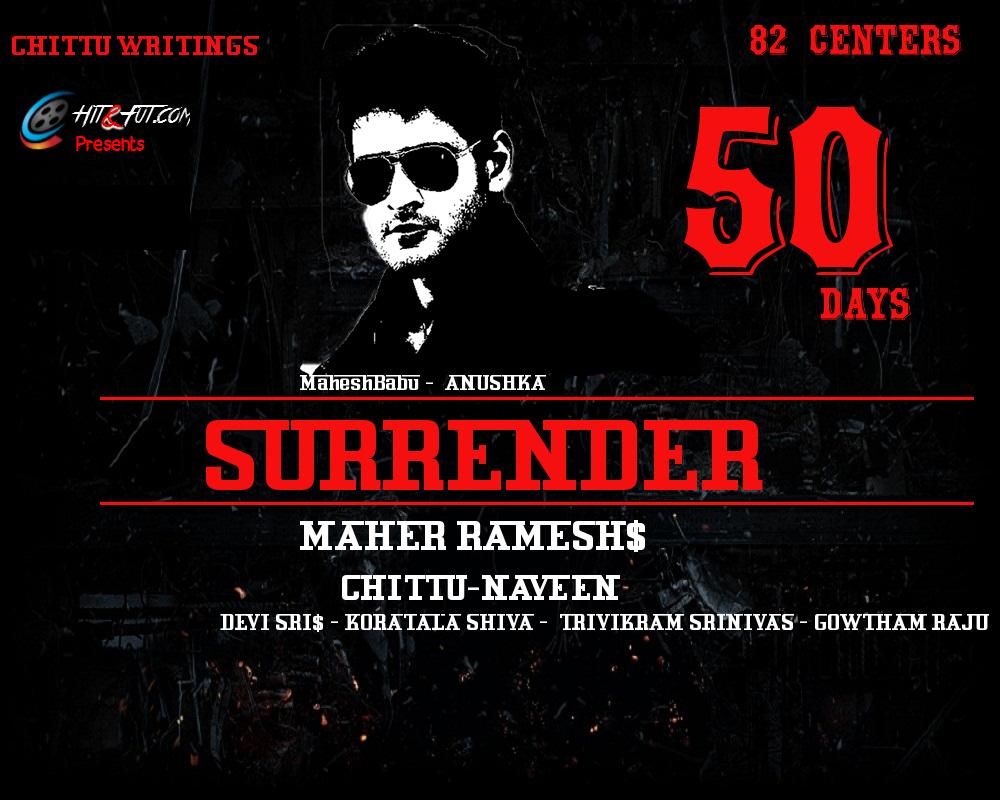 CHITTU WRITINGS
82 CENTERS
HIT&FUT.COM
Presents
50
DAYS
MaheshBabu - ANUSHKA
SURRENDER
MAHER RAMESH$
CHITTU-NAVEEN
DEVI SRI$ - KORATALA SHIVA - TRIVIKRAM SRINIVAS - GOWTHAM RAJU